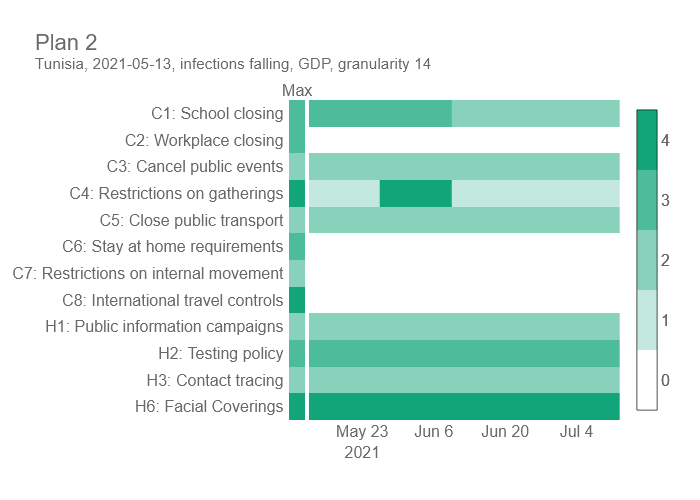 Plan 2
Tunisia, 2021-05-13, infections falling, GDP, granularity 14
Max
C1: School closing
C2: Workplace closing
C3: Cancel public events
C4: Restrictions on gatherings
C5: Close public transport
C6: Stay at home requirements
C7: Restrictions on internal movement
C8: International travel controls
H1: Public information campaigns
H2: Testing policy
H3: Contact tracing
H6: Facial Coverings
May 23 Jun 6 Jun 20 Jul 4
2021
4
3
2
1
0